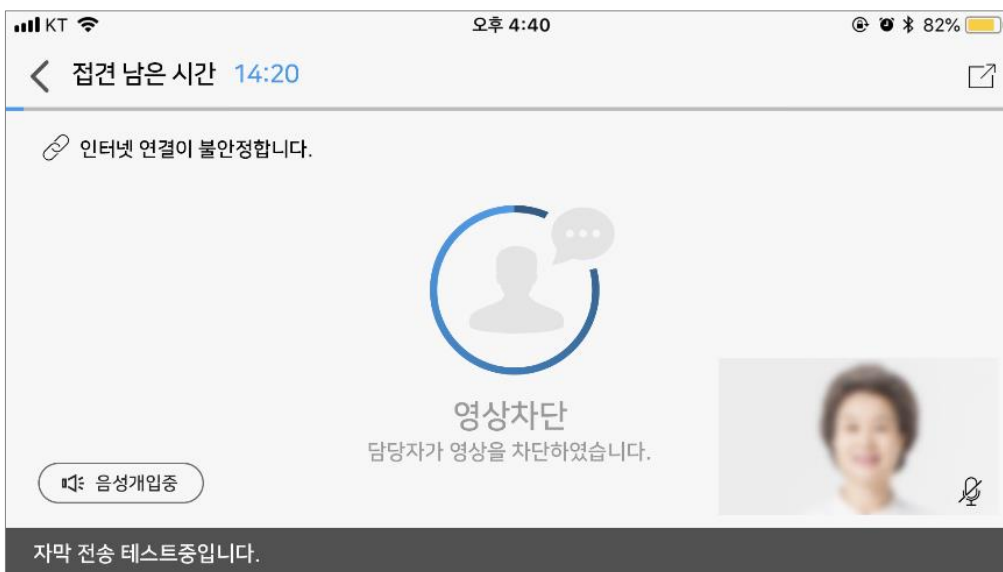 KT 오후 4:40 82%
접견 남은 시간 14:20
인터넷 연결이 불안정합니다.
영상차단
담당자가 영상을 차단하였습니다.
음성개입중
자막 전송 테스트중입니다.